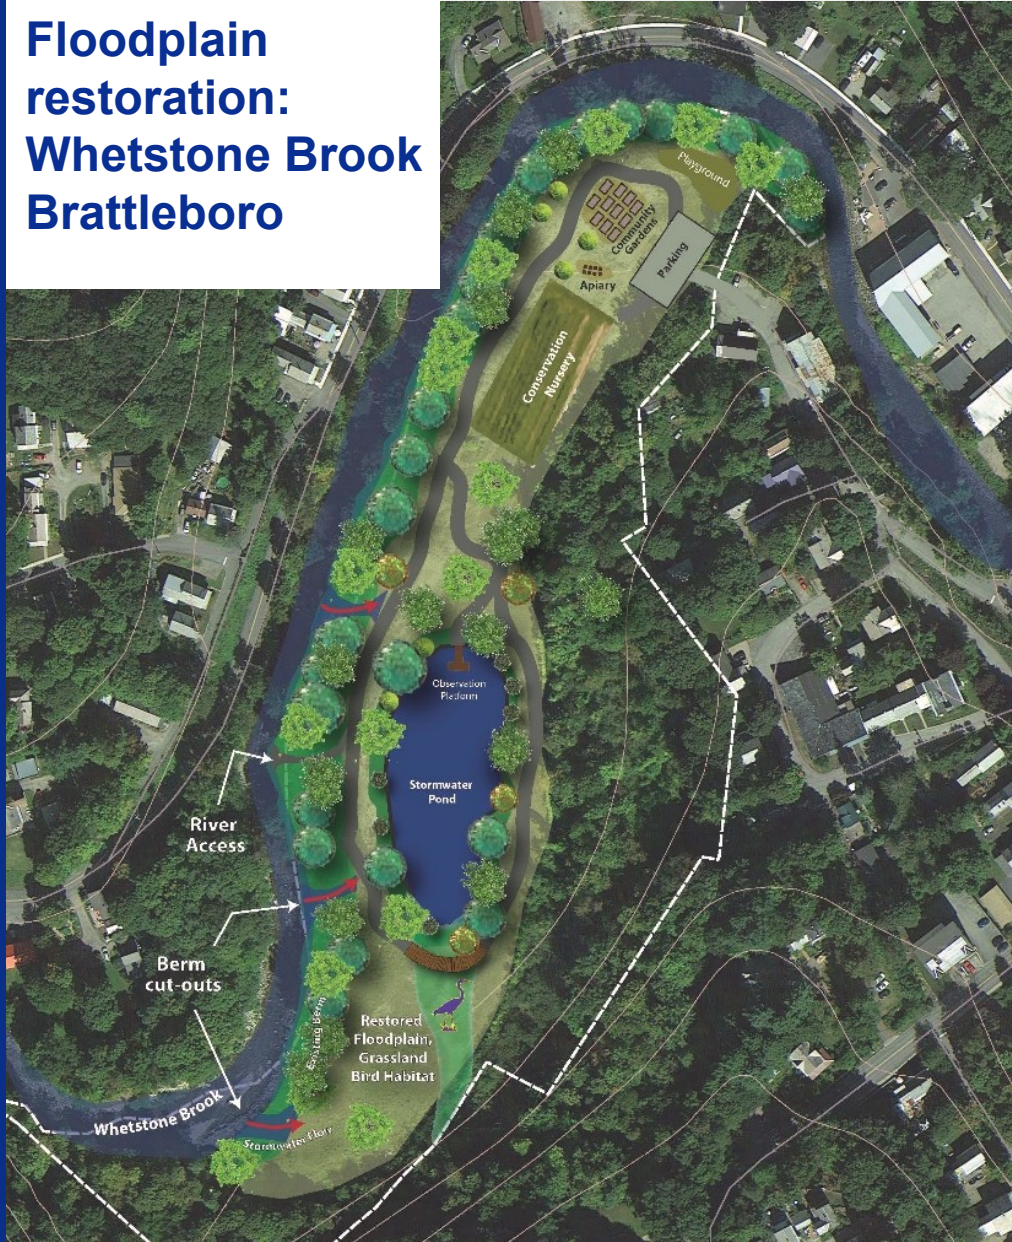 Floodplain
restoration:
Whetstone Brook
Brattleboro
Playground
Community
Gardens
Parking
Apiary
Conservation
Nursery
Observation
Platform
Stormwater
Pond
River
Access
Berm
cut-outs
Existing Berm
Restored
Floodplain,
Grassland
Bird Habitat
Whetstone Brook
Stormwater Flow